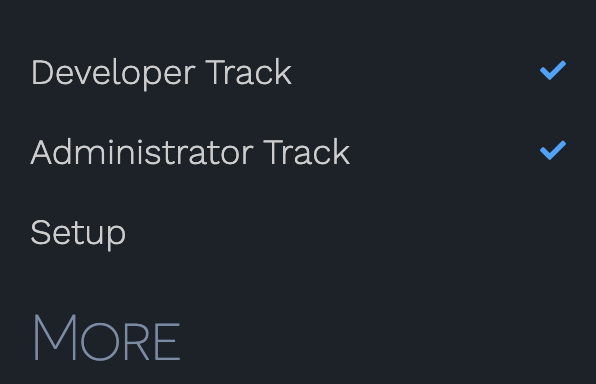 Developer Track
Administrator Track
Setup
MORE